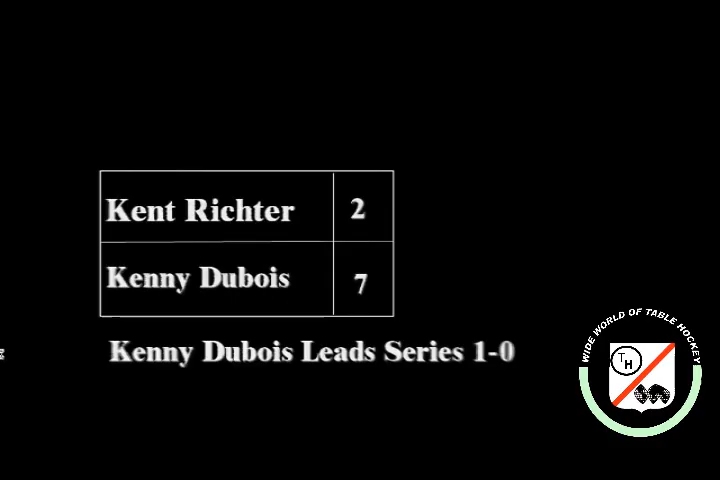 Kent Richter 2
Kenny Dubois 7
Kenny Dubois Leads Series 1-0
WIDE WORLD OF TABLE HOCKEY
TH